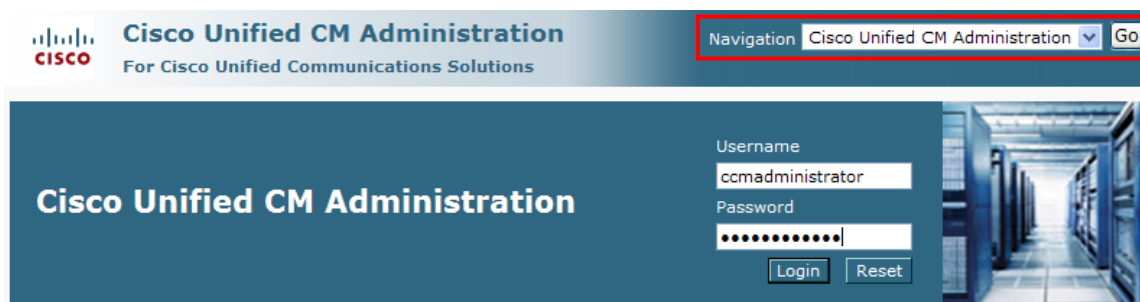 CISCO
Cisco Unified CM Administration
For Cisco Unified Communications Solutions
Navigation Cisco Unified CM Administration Go
Cisco Unified CM Administration
Username
ccmadministrator
Password
●●●●●●●●●●●●
Login Reset